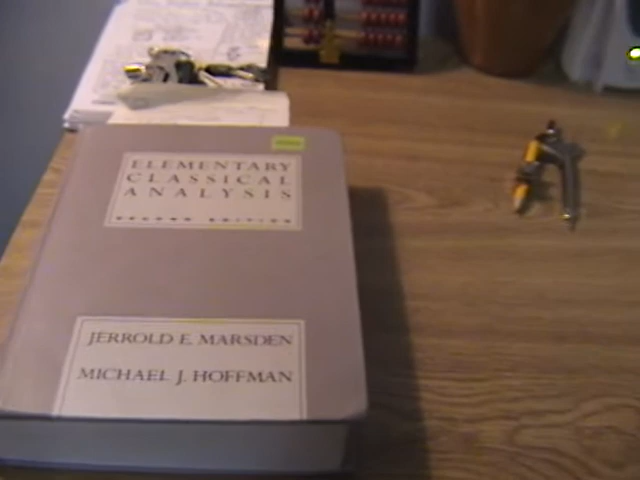 ELEMENTARY
CLASSICAL
ANALYSIS
SECOND EDITION
JERROLD E. MARSDEN
MICHAEL J. HOFFMAN